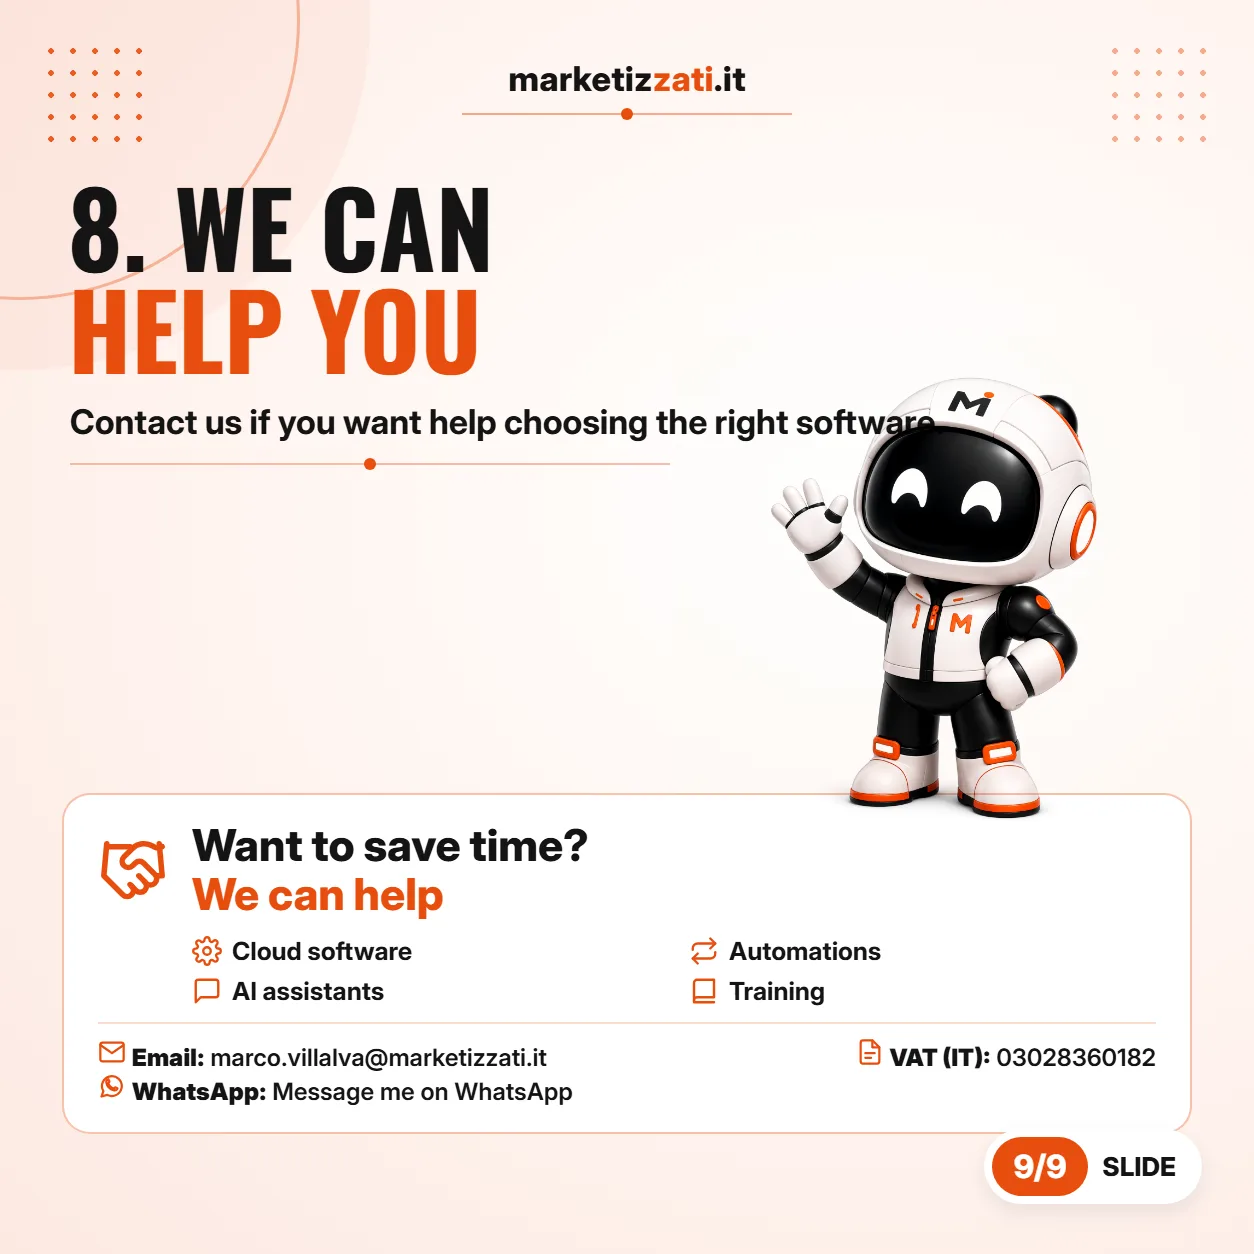 marketizzati.it
8. WE CAN
HELP YOU
Contact us if you want help choosing the right software.
M
M
Want to save time?
We can help
Cloud software
Automations
AI assistants
Training
Email: marco.villalva@marketizzati.it
VAT (IT): 03028360182
WhatsApp: Message me on WhatsApp
9/9 SLIDE